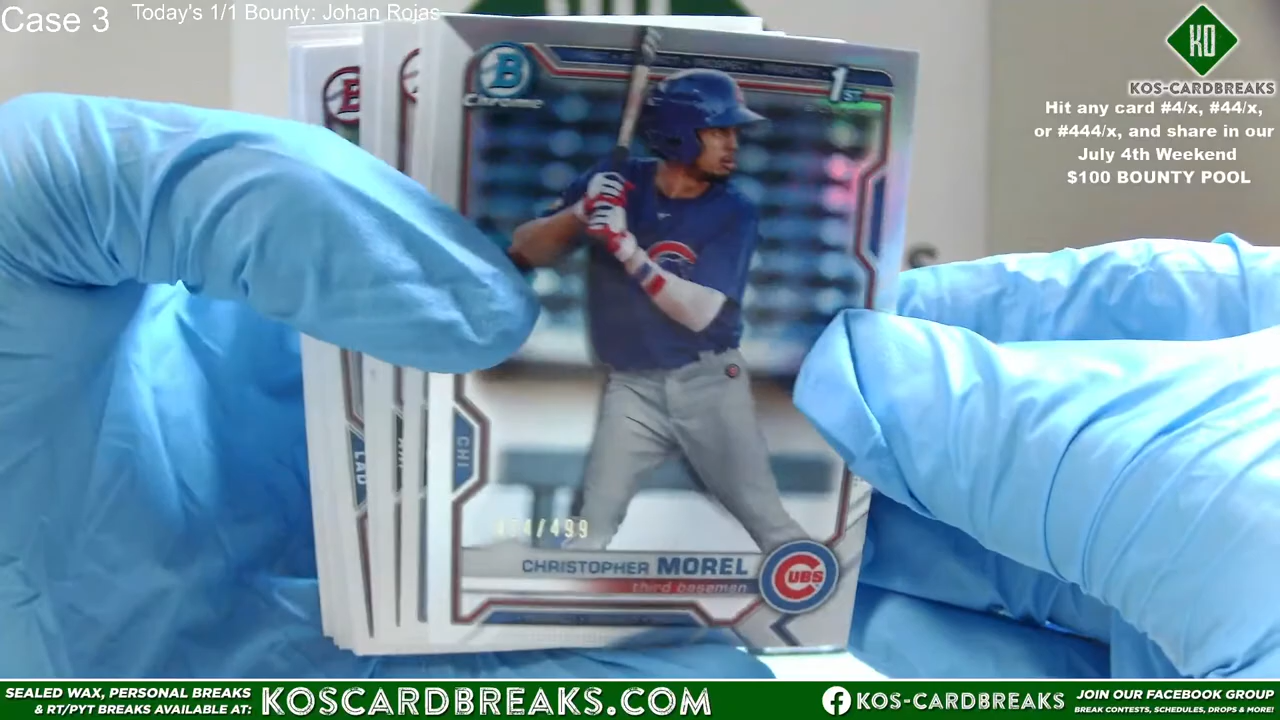 Case 3
Today's 1/1 Bounty: Johan Rojas
KO
KOS-CARDBREAKS
Hit any card #4/x, #44/x,
or #444/x, and share in our
July 4th Weekend
$100 BOUNTY POOL
B
Chrome
1ST
CHI
/499
CHRISTOPHER MOREL
third baseman
CUBS
SEALED WAX, PERSONAL BREAKS
& RT/PYT BREAKS AVAILABLE AT:
KOSCARDBREAKS.COM
KOS-CARDBREAKS
JOIN OUR FACEBOOK GROUP
BREAK CONTESTS, SCHEDULES, DROPS & MORE!